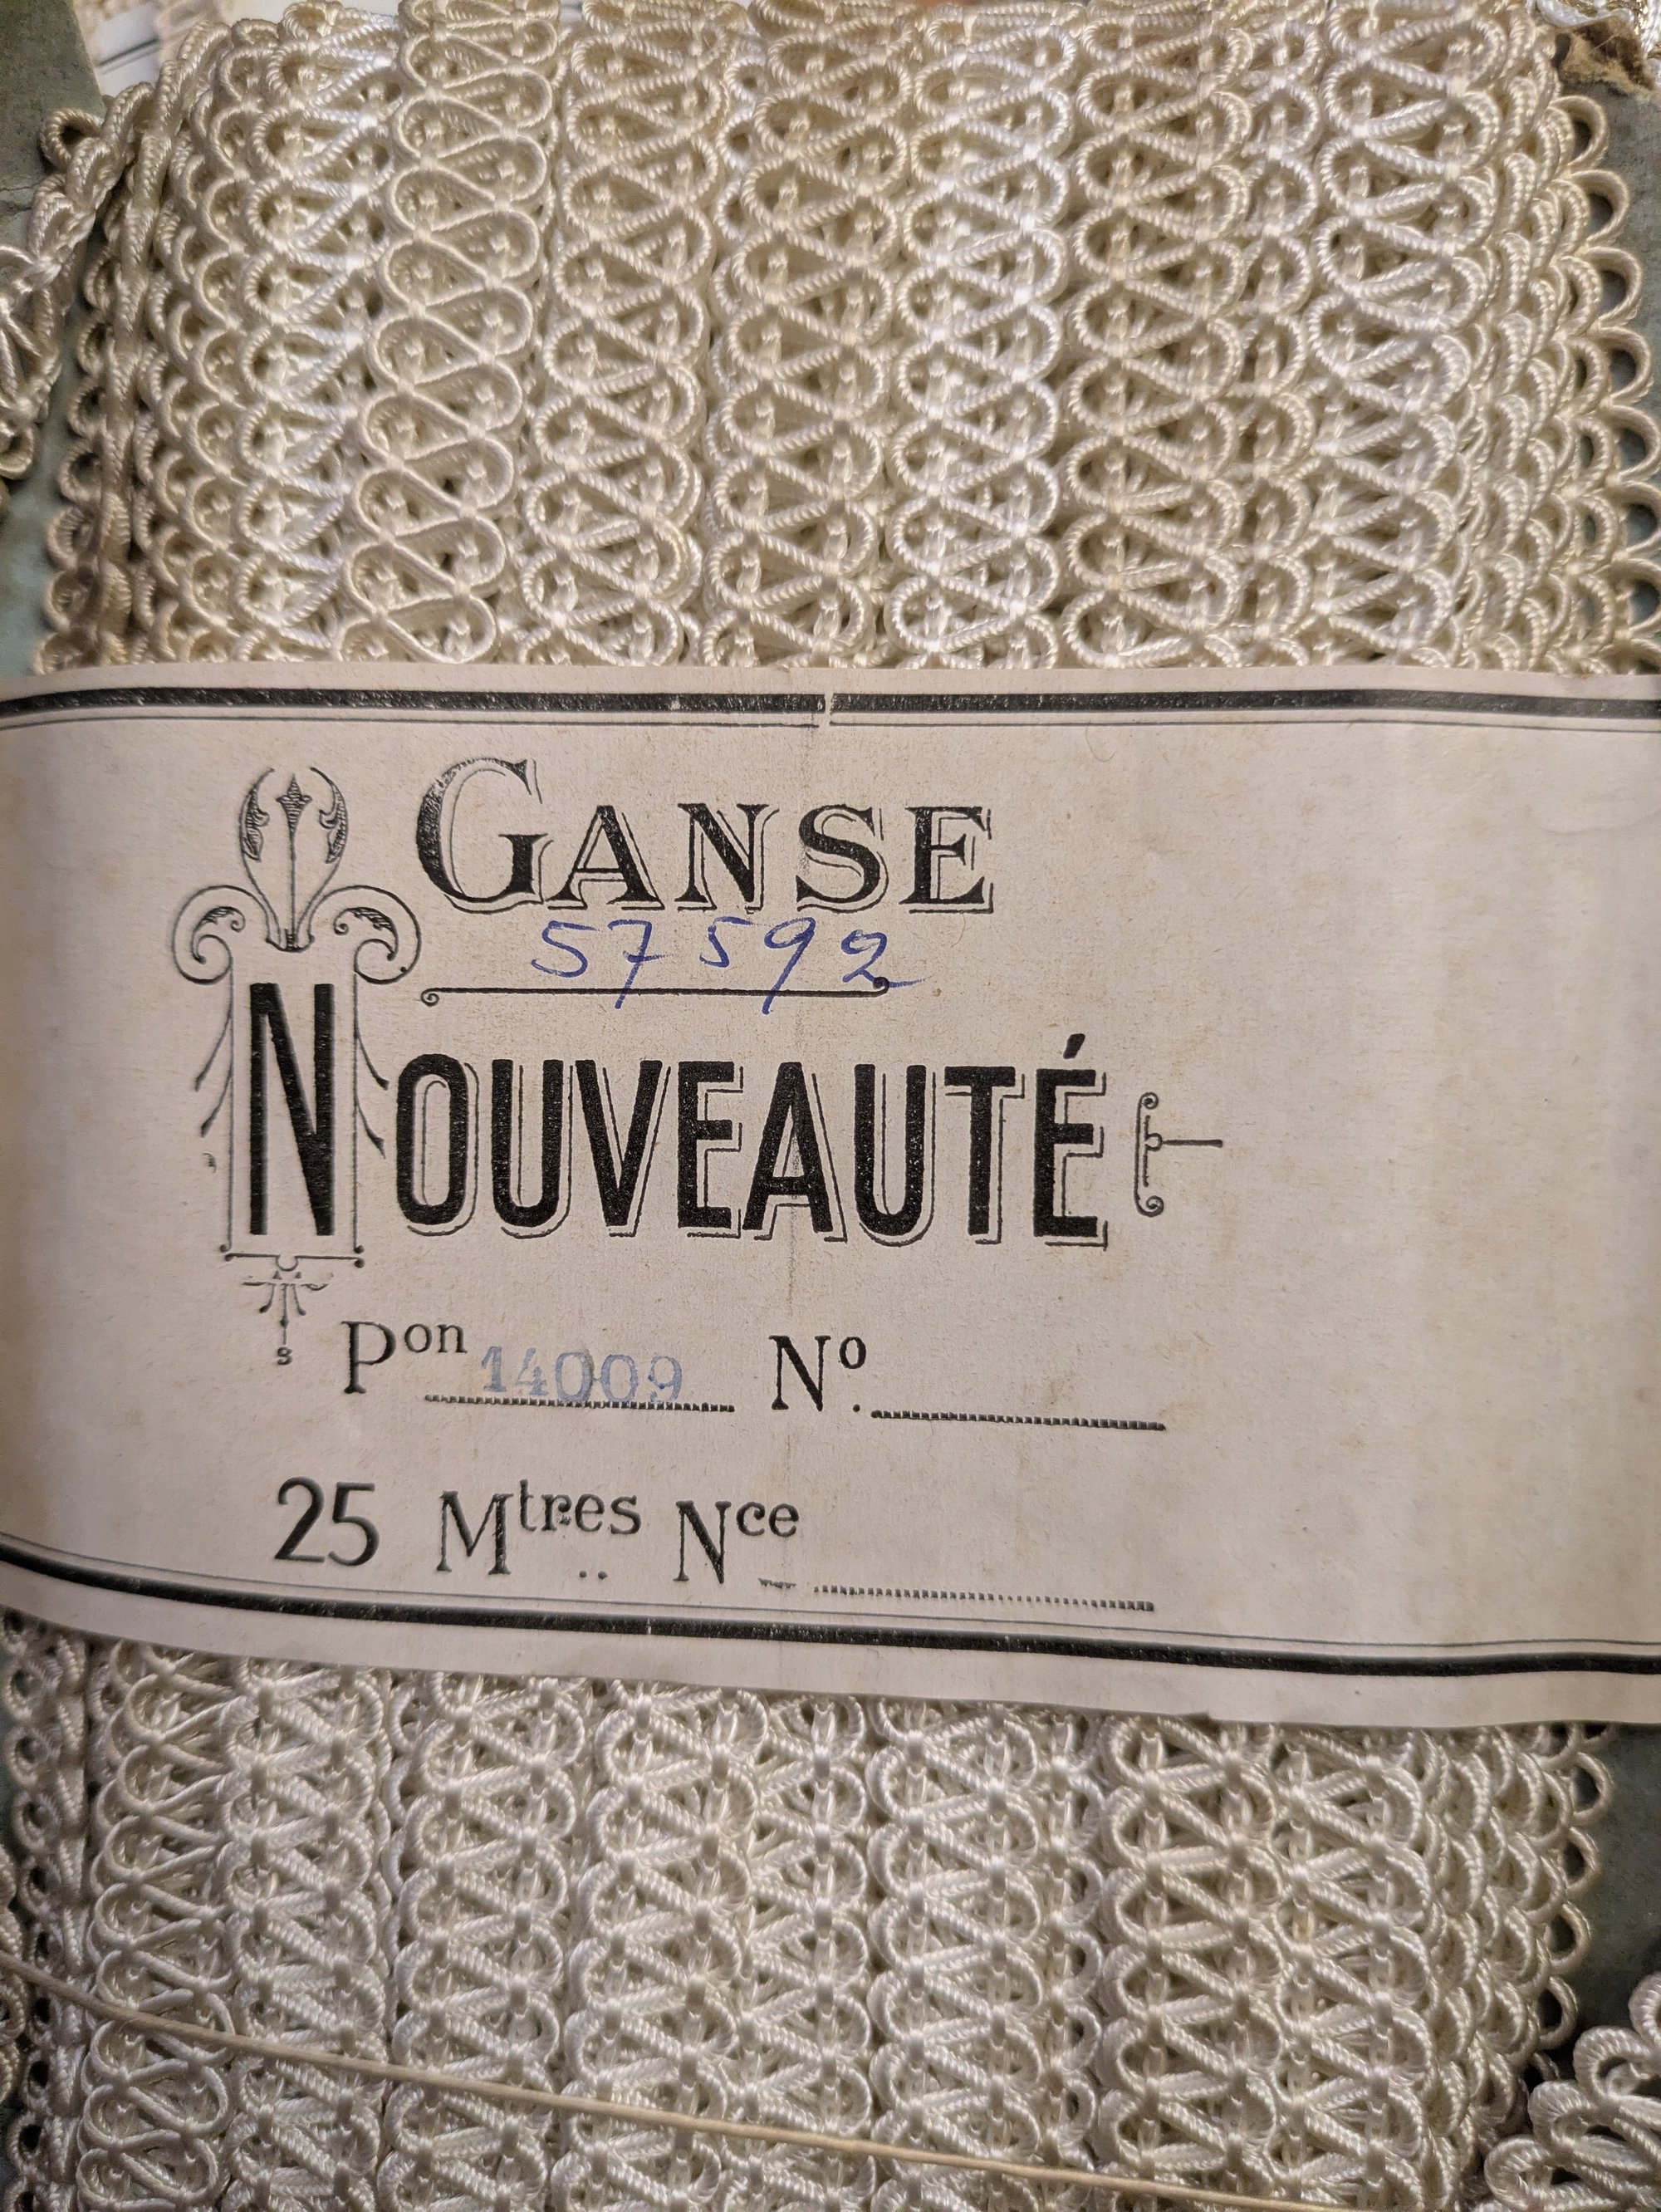 GANSE
57592
NOUVEAUTÉ
Pon 14009 No.
25 Mtres Nce